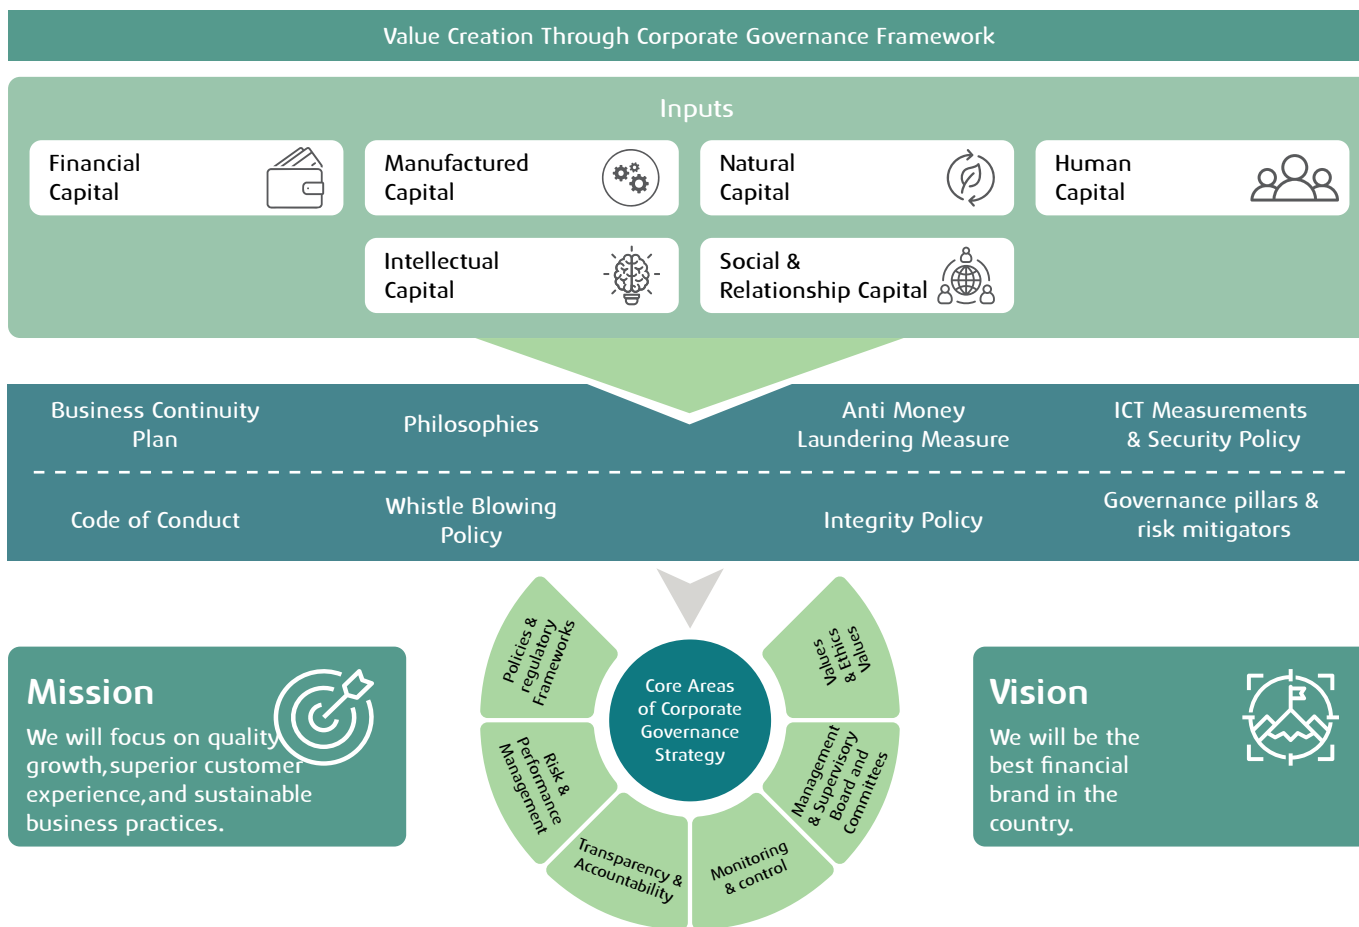 Value Creation Through Corporate Governance Framework
Inputs
Financial
Capital
Manufactured
Capital
Natural
Capital
Human
Capital
Intellectual
Capital
Social &
Relationship Capital
Business Continuity
Plan
Philosophies
Anti Money
Laundering Measure
ICT Measurements
& Security Policy
Code of Conduct
Whistle Blowing
Policy
Integrity Policy
Governance pillars &
risk mitigators
Mission
We will focus on quality
growth,superior customer
experience,and sustainable
business practices.
Policies &
regulatory
Frameworks
Risk &
Performance
Management
Transparency &
Accountability
Monitoring
& control
Management
& Supervisory
Board and
Committees
Values
& Ethics
Values
Core Areas
of Corporate
Governance
Strategy
Vision
We will be the
best financial
brand in the
country.